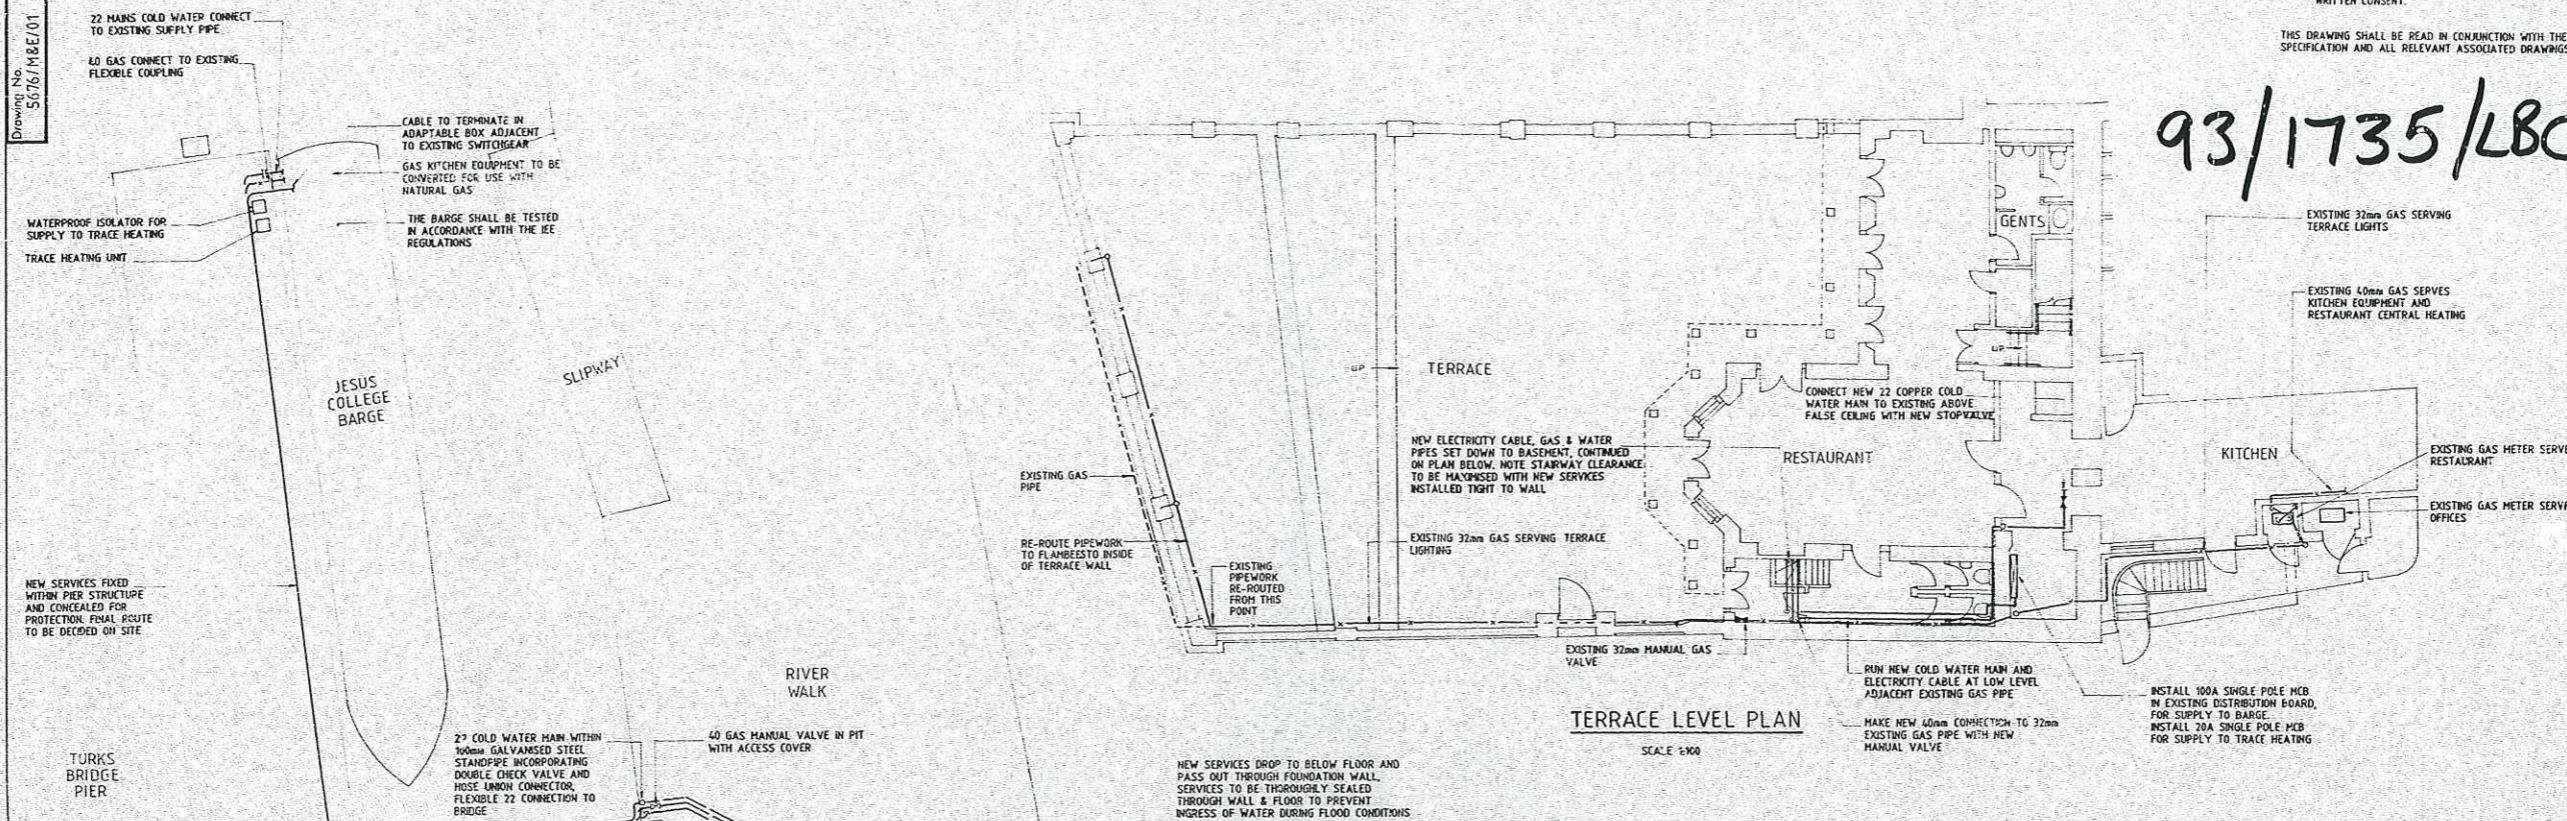 Drawing No.
5676/M&E/01
22 MAINS COLD WATER CONNECT
TO EXISTING SUPPLY PIPE
40 GAS CONNECT TO EXISTING
FLEXIBLE COUPLING
CABLE TO TERMINATE IN
ADAPTABLE BOX ADJACENT
TO EXISTING SWITCHGEAR
GAS KITCHEN EQUIPMENT TO BE
CONVERTED FOR USE WITH
NATURAL GAS
THE BARGE SHALL BE TESTED
IN ACCORDANCE WITH THE IEE
REGULATIONS
WATERPROOF ISOLATOR FOR
SUPPLY TO TRACE HEATING
TRACE HEATING UNIT
JESUS
COLLEGE
BARGE
SLIPWAY
NEW SERVICES FIXED
WITHIN PIER STRUCTURE
AND CONCEALED FOR
PROTECTION. FINAL ROUTE
TO BE DECIDED ON SITE
TURKS
BRIDGE
PIER
RIVER
WALK
22 COLD WATER MAIN WITHIN
100mm GALVANISED STEEL
STANDPIPE INCORPORATING
DOUBLE CHECK VALVE AND
HOSE UNION CONNECTOR,
FLEXIBLE 22 CONNECTION TO
BRIDGE
40 GAS MANUAL VALVE IN PIT
WITH ACCESS COVER
WRITTEN CONSENT.
THIS DRAWING SHALL BE READ IN CONJUNCTION WITH THE
SPECIFICATION AND ALL RELEVANT ASSOCIATED DRAWINGS
93/1735/LBC
GENTS
UP
UP
TERRACE
RESTAURANT
KITCHEN
EXISTING 32mm GAS SERVING
TERRACE LIGHTS
EXISTING 40mm GAS SERVES
KITCHEN EQUIPMENT AND
RESTAURANT CENTRAL HEATING
CONNECT NEW 22 COPPER COLD
WATER MAIN TO EXISTING ABOVE
FALSE CEILING WITH NEW STOPVALVE
NEW ELECTRICITY CABLE, GAS & WATER
PIPES SET DOWN TO BASEMENT, CONTINUED
ON PLAN BELOW. NOTE STAIRWAY CLEARANCE
TO BE MAXIMISED WITH NEW SERVICES
INSTALLED TIGHT TO WALL
EXISTING GAS METER SERVE
RESTAURANT
EXISTING GAS METER SERVE
OFFICES
EXISTING GAS
PIPE
RE-ROUTE PIPEWORK
TO FLAMBEESTO INSIDE
OF TERRACE WALL
EXISTING
PIPEWORK
RE-ROUTED
FROM THIS
POINT
EXISTING 32mm GAS SERVING TERRACE
LIGHTING
EXISTING 32mm MANUAL GAS
VALVE
RUN NEW COLD WATER MAIN AND
ELECTRICITY CABLE AT LOW LEVEL
ADJACENT EXISTING GAS PIPE
MAKE NEW 40mm CONNECTION TO 32mm
EXISTING GAS PIPE WITH NEW
MANUAL VALVE
INSTALL 100A SINGLE POLE MCB
IN EXISTING DISTRIBUTION BOARD,
FOR SUPPLY TO BARGE.
INSTALL 20A SINGLE POLE MCB
FOR SUPPLY TO TRACE HEATING
TERRACE LEVEL PLAN
SCALE 1:100
NEW SERVICES DROP TO BELOW FLOOR AND
PASS OUT THROUGH FOUNDATION WALL,
SERVICES TO BE THOROUGHLY SEALED
THROUGH WALL & FLOOR TO PREVENT
INGRESS OF WATER DURING FLOOD CONDITIONS